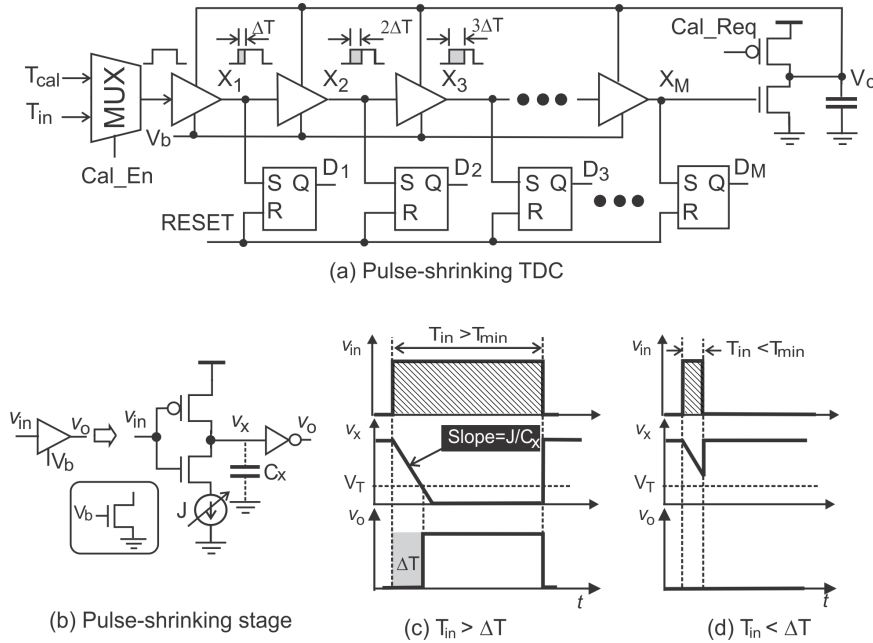 ΔT
2ΔT
3ΔT
Cal_Req
T_cal
T_in
MUX
X_1
X_2
X_3
X_M
V_c
V_b
Cal_En
D_1
D_2
D_3
D_M
S Q
R
S Q
R
S Q
R
S Q
R
RESET
(a) Pulse-shrinking TDC
v_in
v_o
V_b
v_in
v_x
v_o
C_x
V_b
J
(b) Pulse-shrinking stage
v_in
T_in > T_min
v_x
Slope=J/C_x
V_T
v_o
ΔT
t
(c) T_in > ΔT
v_in
T_in < T_min
v_x
V_T
v_o
t
(d) T_in < ΔT